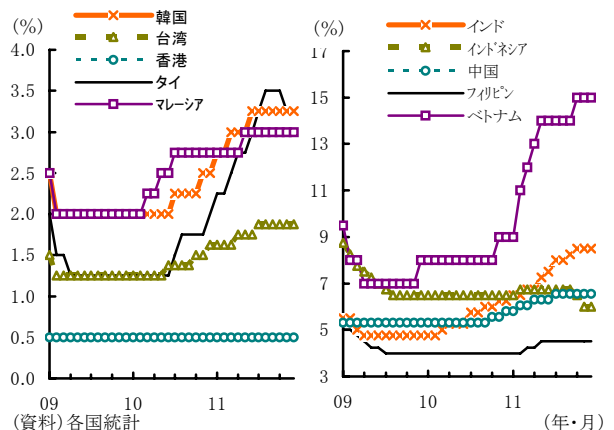 (%)
韓国
台湾
香港
タイ
マレーシア
4.0
3.5
3.0
2.5
2.0
1.5
1.0
0.5
0.0
09
10
11
(資料)各国統計
(%)
インド
インドネシア
中国
フィリピン
ベトナム
17
15
13
11
9
7
5
3
09
10
11
(年・月)